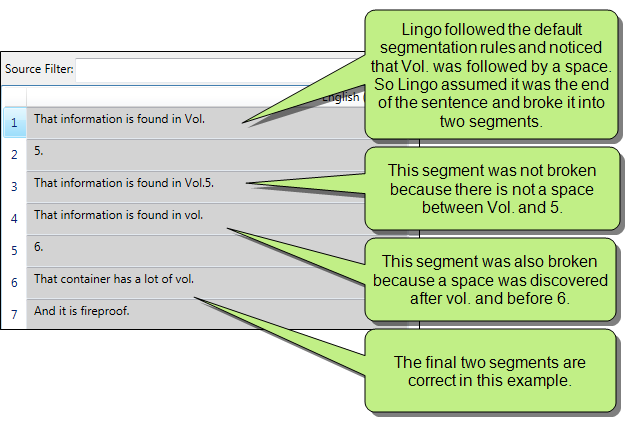 Source Filter:
English (
1 That information is found in Vol.
2 5.
3 That information is found in Vol.5.
4 That information is found in vol.
5 6.
6 That container has a lot of vol.
7 And it is fireproof.
Lingo followed the default
segmentation rules and noticed
that Vol. was followed by a space.
So Lingo assumed it was the end
of the sentence and broke it into
two segments.
This segment was not broken
because there is not a space
between Vol. and 5.
This segment was also broken
because a space was discovered
after vol. and before 6.
The final two segments are
correct in this example.